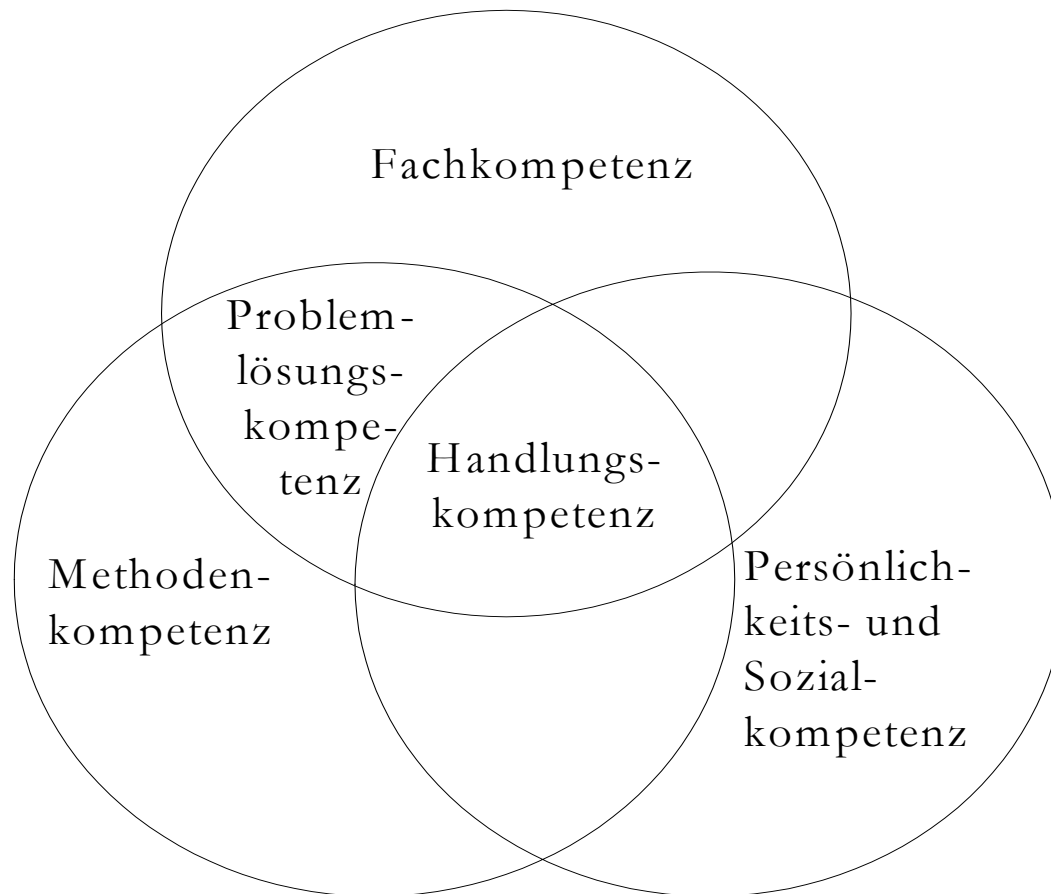 Fachkompetenz
Problem-
lösungs-
kompe-
tenz
Handlungs-
kompetenz
Methoden-
kompetenz
Persönlich-
keits- und
Sozial-
kompetenz